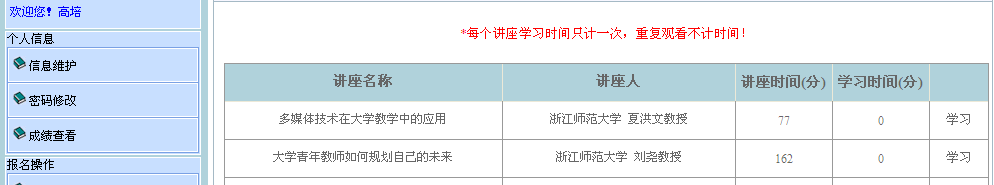 欢迎您！高培
个人信息
信息维护
密码修改
成绩查看
报名操作
*每个讲座学习时间只计一次，重复观看不计时间！
讲座名称 讲座人 讲座时间(分) 学习时间(分)
多媒体技术在大学教学中的应用 浙江师范大学 夏洪文教授 77 0 学习
大学青年教师如何规划自己的未来 浙江师范大学 刘尧教授 162 0 学习